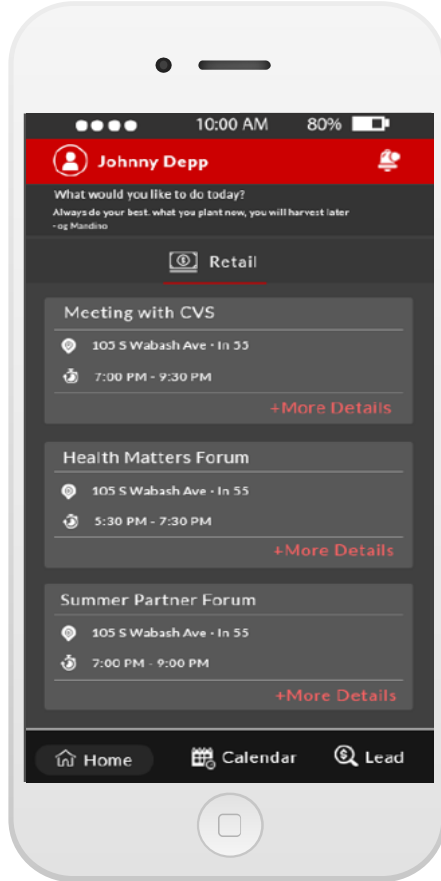 10:00 AM 80%
Johnny Depp
What would you like to do today?
Always do your best. what you plant now, you will harvest later
- og Mandino
Retail
Meeting with CVS
105 S Wabash Ave - In 55
7:00 PM - 9:30 PM
+More Details
Health Matters Forum
105 S Wabash Ave - In 55
5:30 PM - 7:30 PM
+More Details
Summer Partner Forum
105 S Wabash Ave - In 55
7:00 PM - 9:00 PM
+More Details
Home Calendar Lead